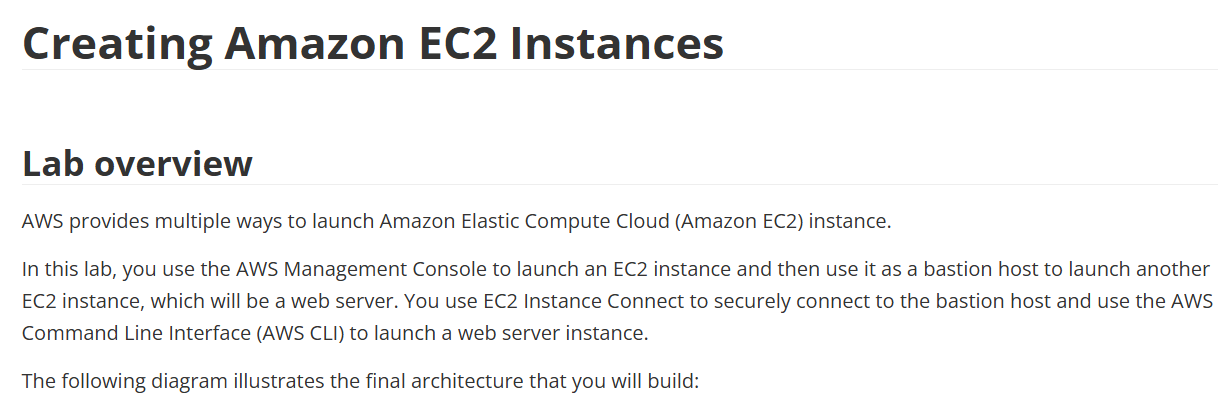 Creating Amazon EC2 Instances
Lab overview
AWS provides multiple ways to launch Amazon Elastic Compute Cloud (Amazon EC2) instance.
In this lab, you use the AWS Management Console to launch an EC2 instance and then use it as a bastion host to launch another
EC2 instance, which will be a web server. You use EC2 Instance Connect to securely connect to the bastion host and use the AWS
Command Line Interface (AWS CLI) to launch a web server instance.
The following diagram illustrates the final architecture that you will build: